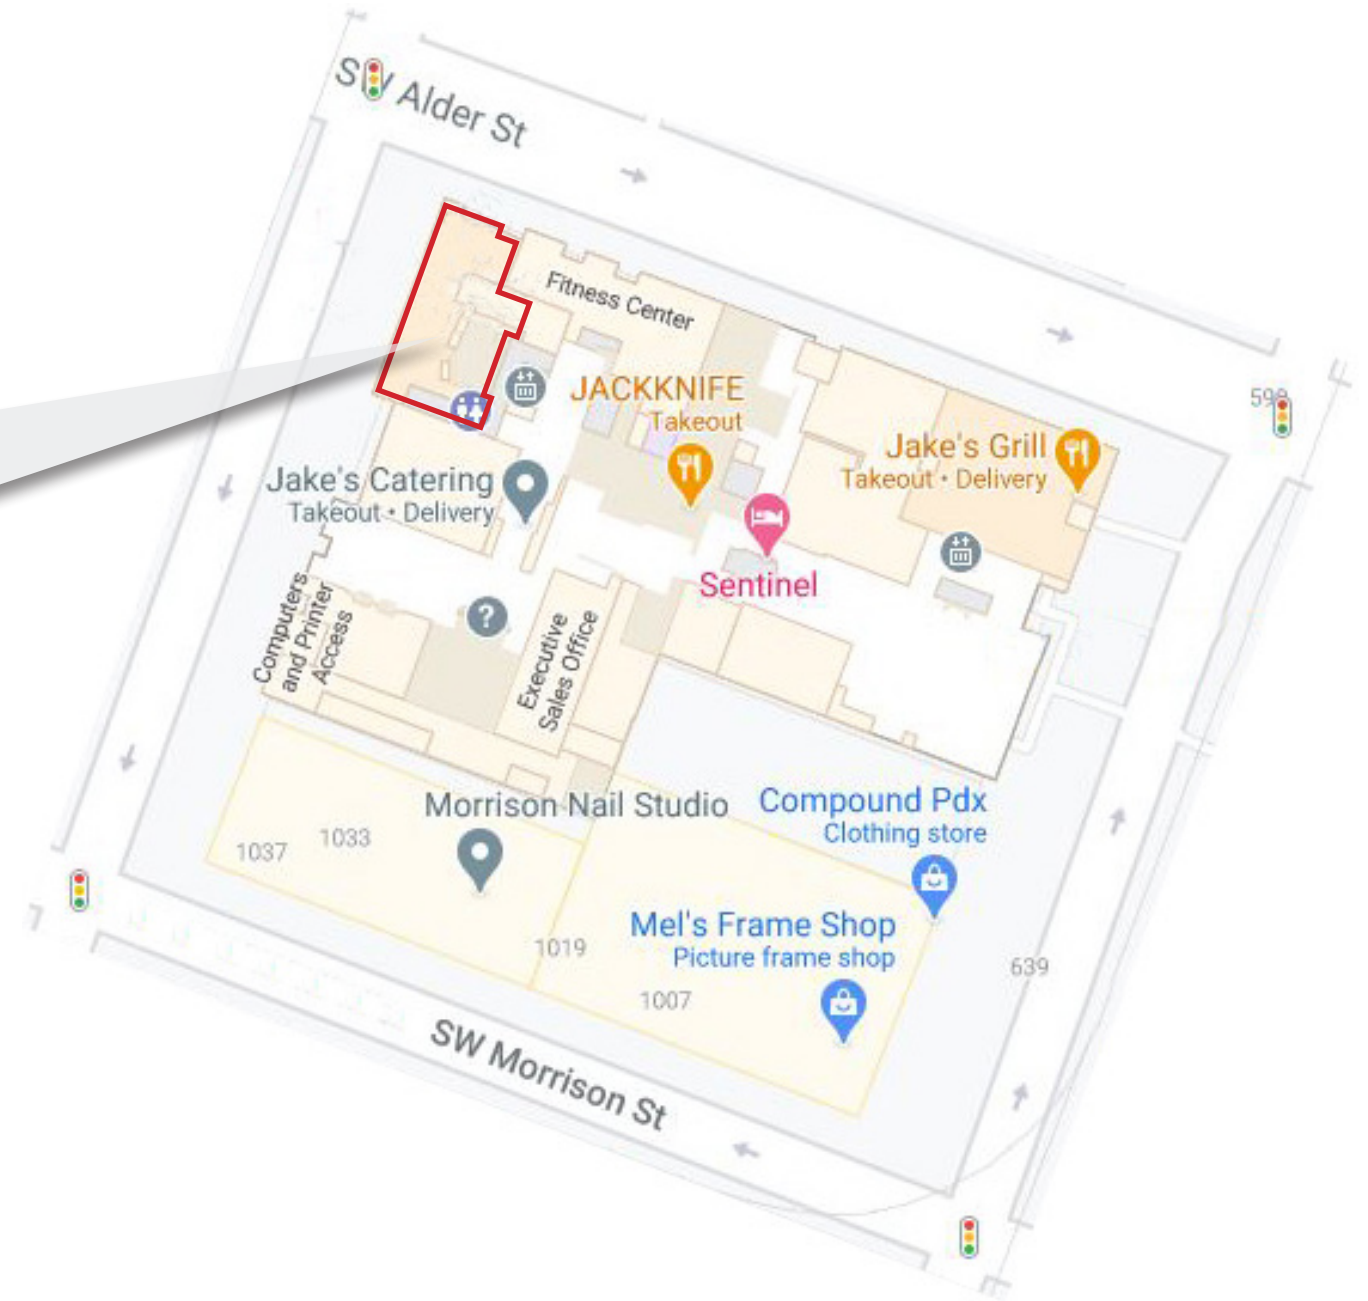 SW Alder St
Fitness Center
JACKKNIFE
Takeout
Jake's Grill
Takeout • Delivery
Jake's Catering
Takeout • Delivery
Sentinel
?
Computers
and Printer
Access
Executive
Sales Office
Morrison Nail Studio
Compound Pdx
Clothing store
1037
1033
Mel's Frame Shop
Picture frame shop
1019
1007
639
SW Morrison St